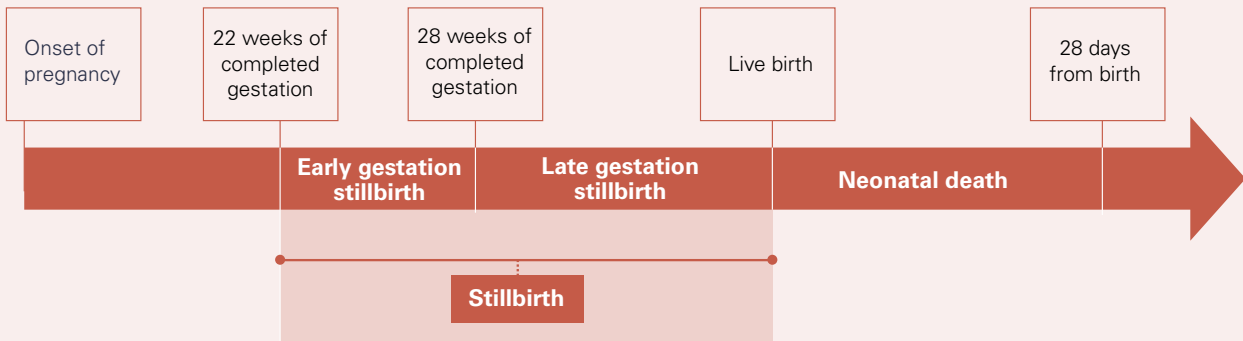 Onset of
pregnancy
22 weeks of
completed
gestation
28 weeks of
completed
gestation
Live birth
28 days
from birth
Early gestation
stillbirth
Late gestation
stillbirth
Neonatal death
Stillbirth